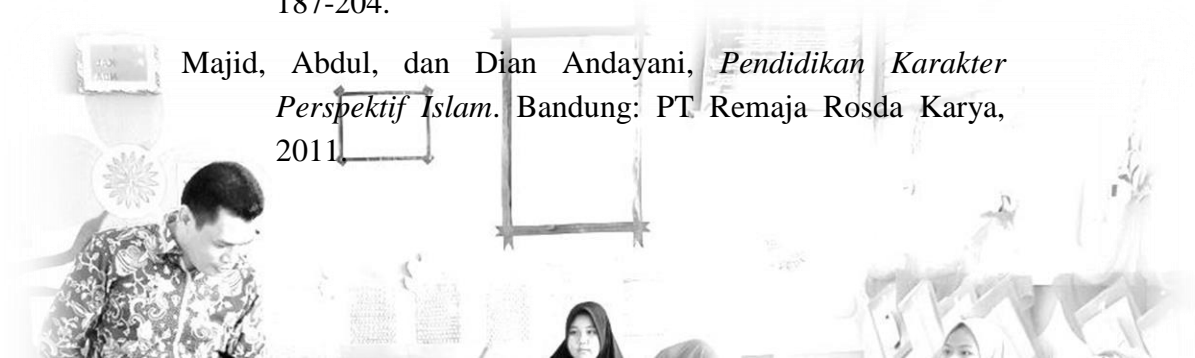 187-204.
Majid, Abdul, dan Dian Andayani, Pendidikan Karakter
Perspektif Islam. Bandung: PT Remaja Rosda Karya,
2011.